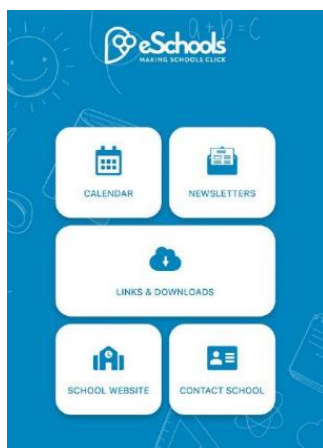 a+b=C
eSchools
MAKING SCHOOLS CLICK
CALENDAR
NEWSLETTERS
LINKS & DOWNLOADS
SCHOOL WEBSITE
CONTACT SCHOOL